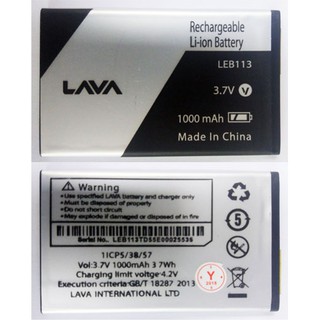 Rechargeable
Li-ion Battery
LEB113
LAVA
3.7V V
1000 mAh
Made In China
Warning
•Use specified LAVA battery and charger only
•Must be disposed of properly
•Do not short circuit
•May explode if damaged or disposed in fire
SERIALNO. LEB113TDS5E00025536
1ICP5/38/57
Vol:3.7V 1000mAh 3.7Wh
Charging limit voltage:4.2V
Execution criteria GB/T 18287 2013
LAVA INTERNATIONAL LTD
5
Y